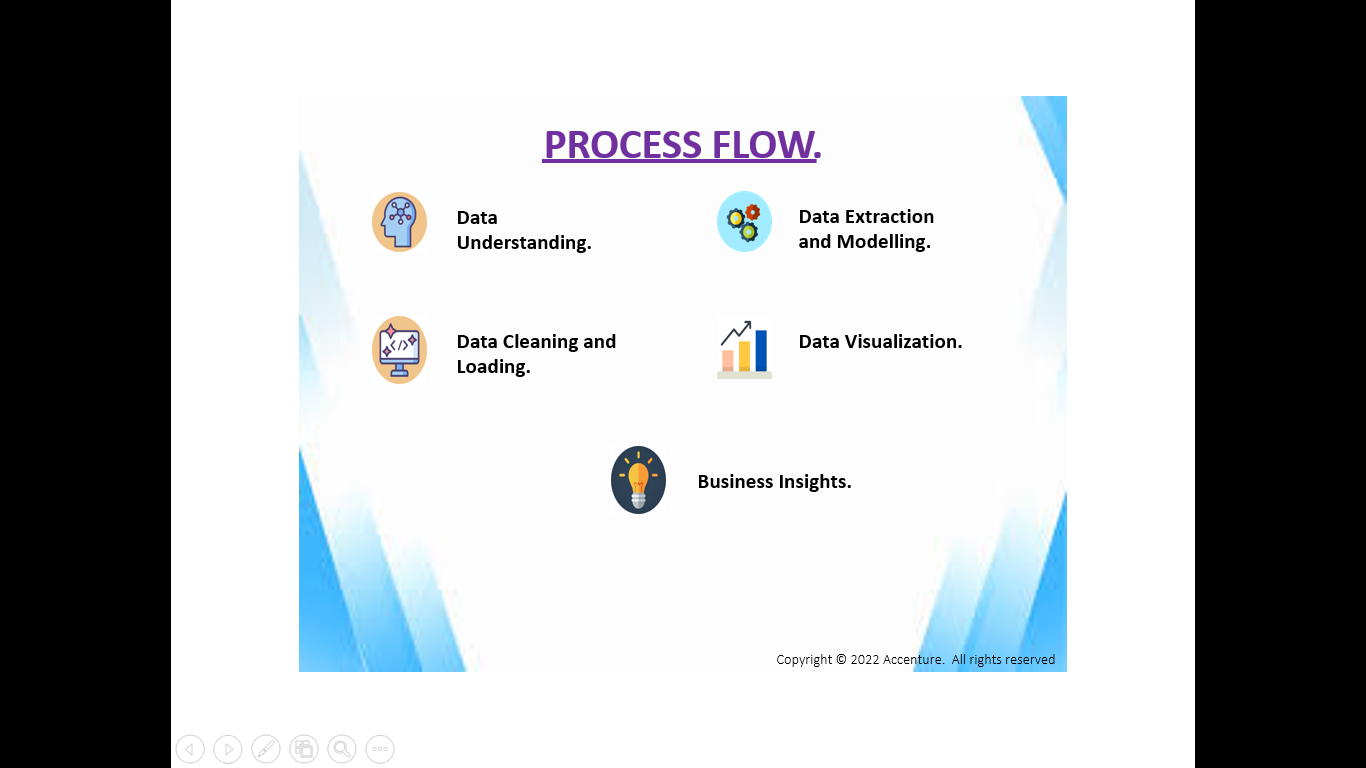 PROCESS FLOW.
Data
Understanding.
Data Extraction
and Modelling.
Data Cleaning and
Loading.
Data Visualization.
Business Insights.
Copyright © 2022 Accenture.  All rights reserved